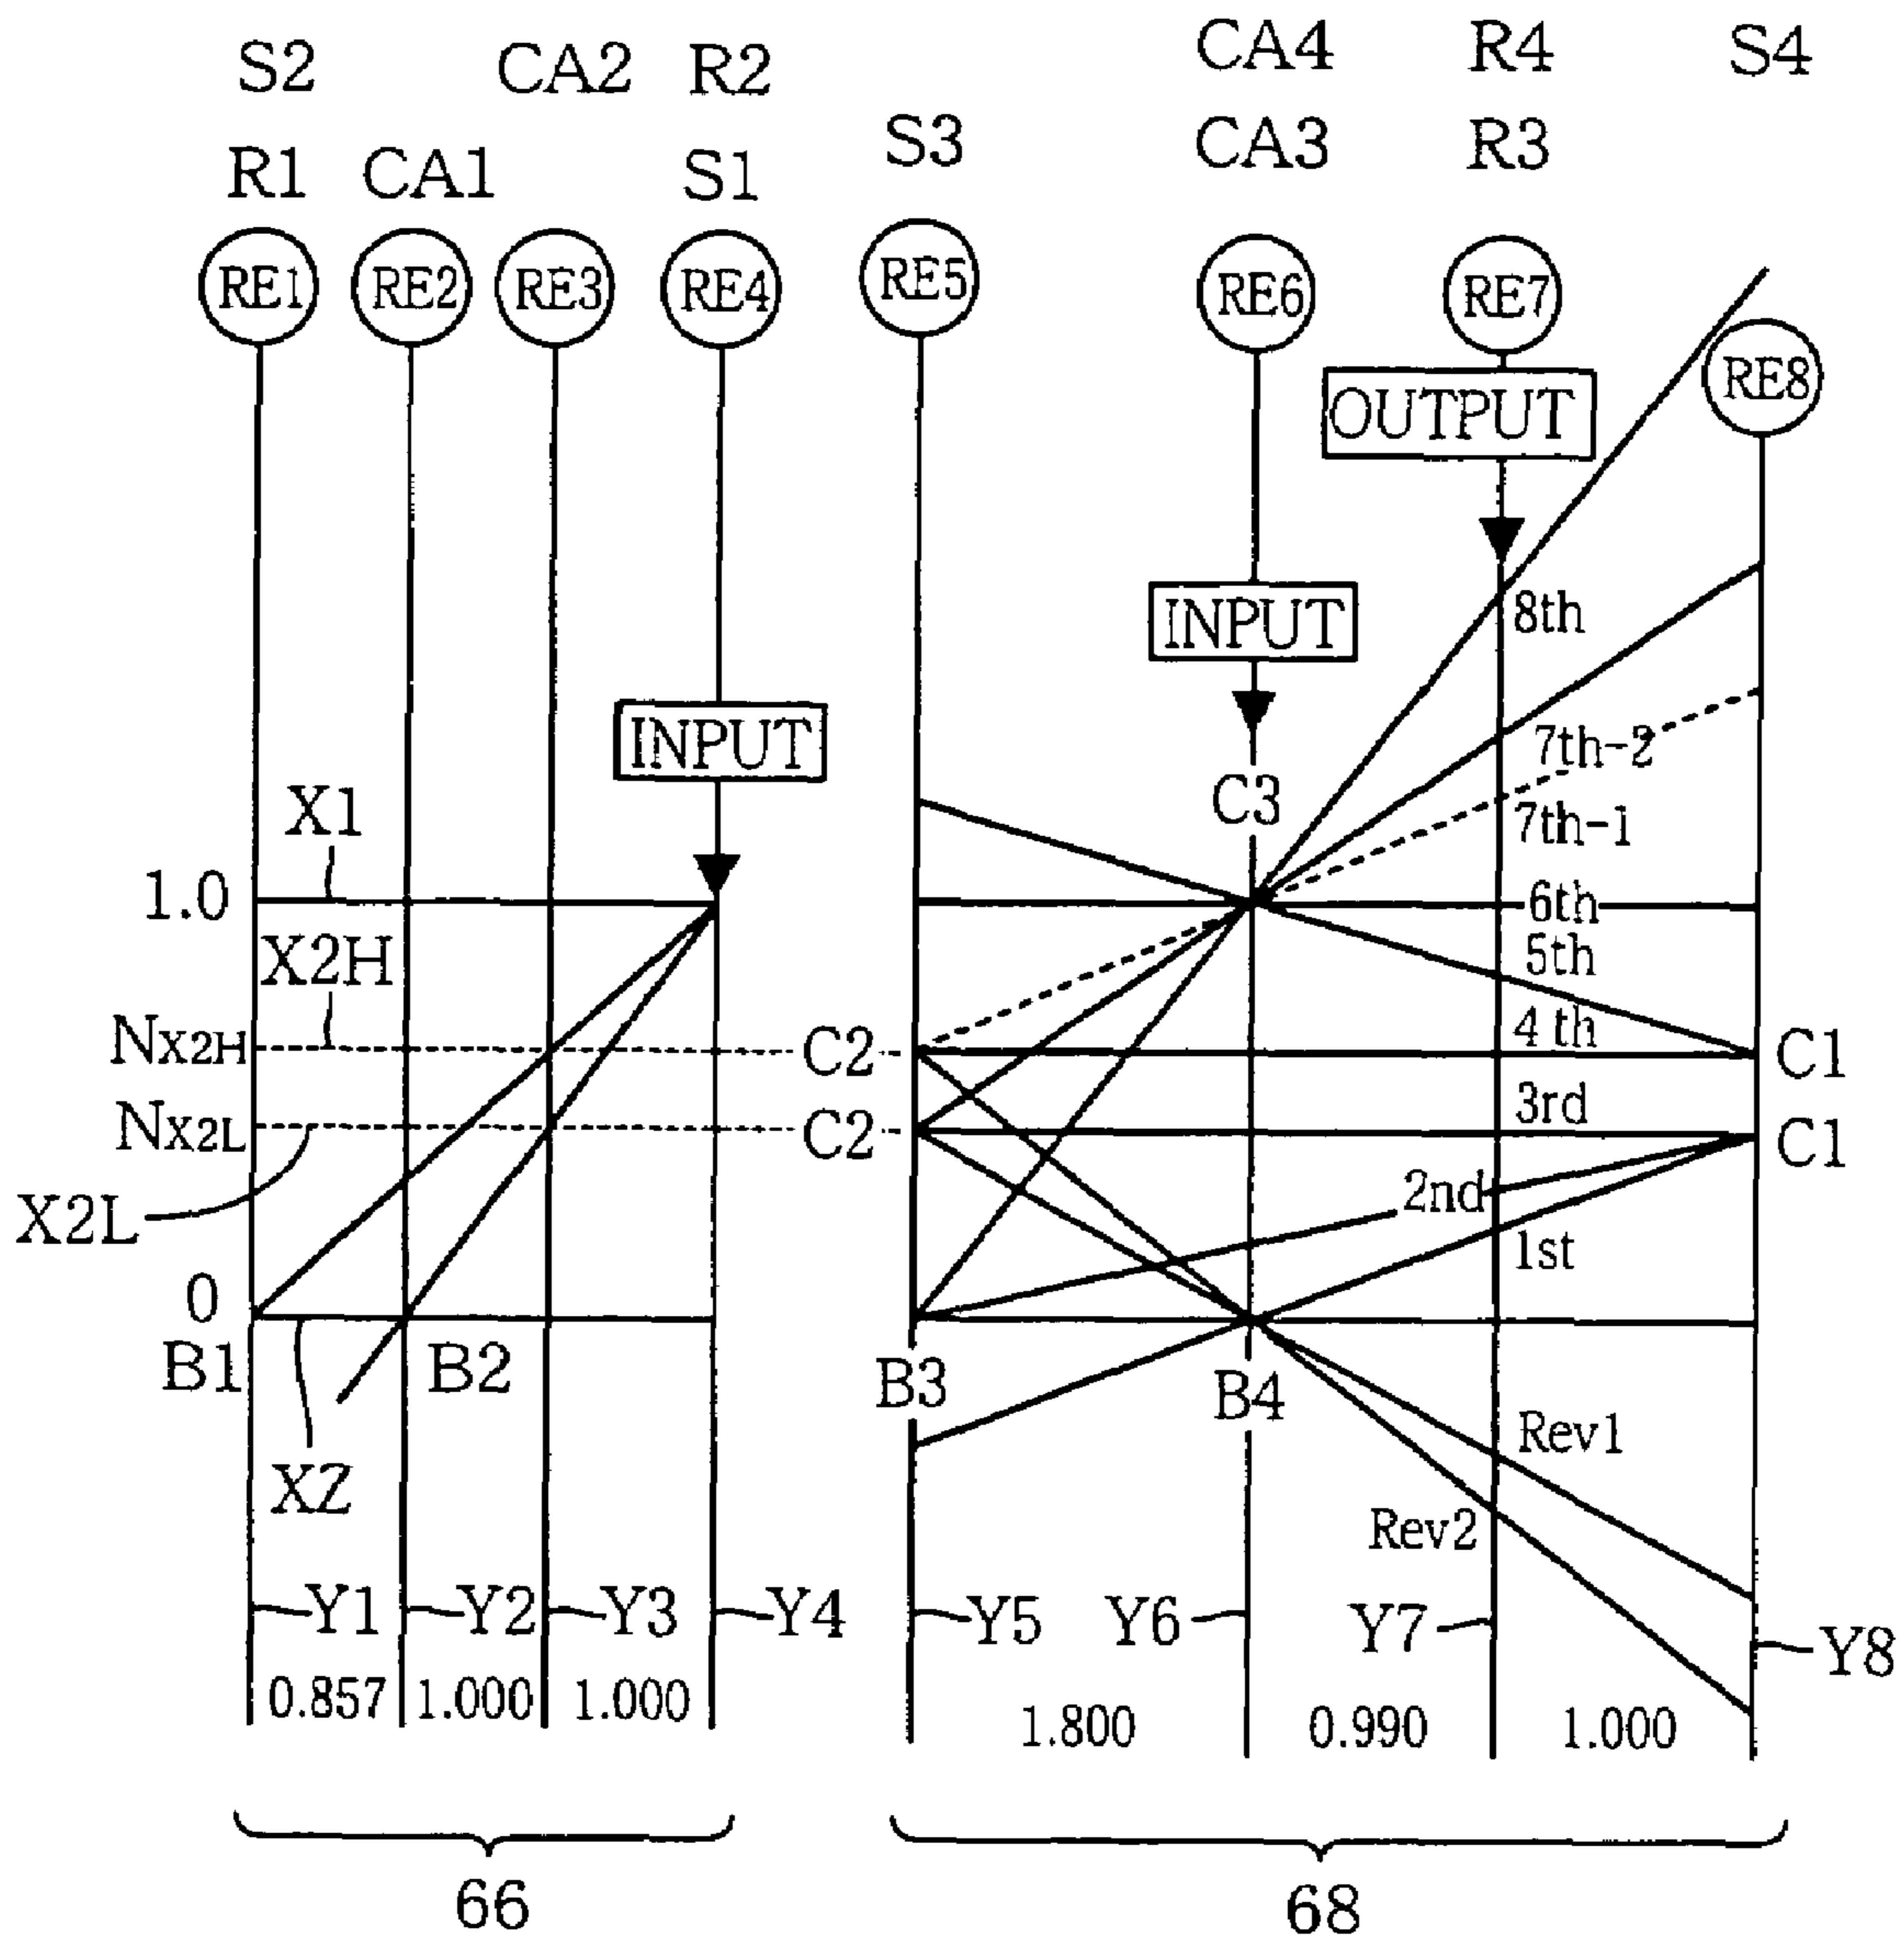 S2 CA2 R2 CA4 R4 S4
R1 CA1 S1 S3 CA3 R3
RE1 RE2 RE3 RE4 RE5 RE6 RE7 RE8
OUTPUT
INPUT 8th
INPUT 7th-2
X1 C3 7th-1
1.0 6th
X2H 5th
NX2H C2 4th C1
NX2L C2 3rd C1
X2L 2nd
0 1st
B1 B2 B3 B4
XZ Rev1
Rev2
Y1 Y2 Y3 Y4 Y5 Y6 Y7 Y8
0.857 1.000 1.000 1.800 0.990 1.000
66 68